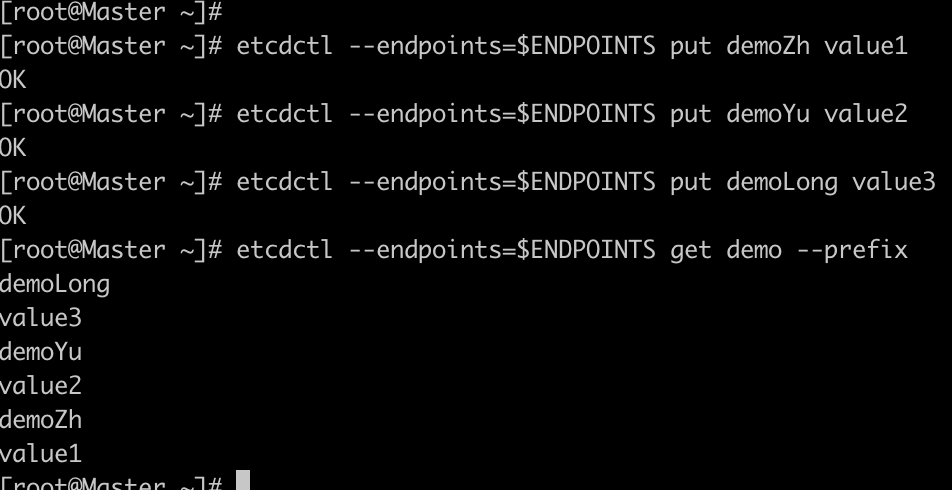 [root@Master ~]#
[root@Master ~]# etcdctl --endpoints=$ENDPOINTS put demoZh value1
OK
[root@Master ~]# etcdctl --endpoints=$ENDPOINTS put demoYu value2
OK
[root@Master ~]# etcdctl --endpoints=$ENDPOINTS put demoLong value3
OK
[root@Master ~]# etcdctl --endpoints=$ENDPOINTS get demo --prefix
demoLong
value3
demoYu
value2
demoZh
value1
[root@Master ~]#